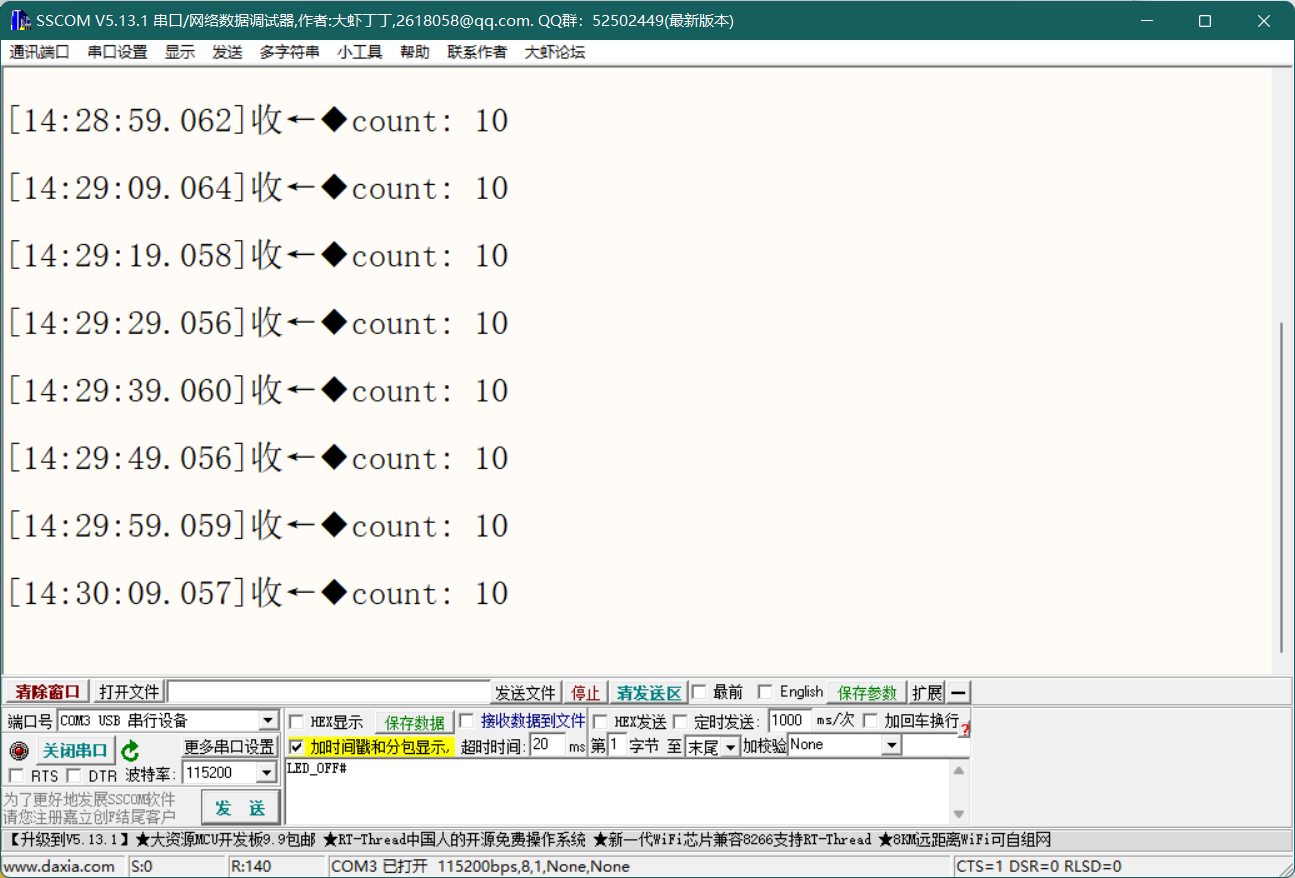 SSCOM V5.13.1 串口/网络数据调试器,作者:大虾丁丁,2618058@qq.com. QQ群: 52502449(最新版本)
通讯端口 串口设置 显示 发送 多字符串 小工具 帮助 联系作者 大虾论坛
[14:28:59.062]收←◆count: 10
[14:29:09.064]收←◆count: 10
[14:29:19.058]收←◆count: 10
[14:29:29.056]收←◆count: 10
[14:29:39.060]收←◆count: 10
[14:29:49.056]收←◆count: 10
[14:29:59.059]收←◆count: 10
[14:30:09.057]收←◆count: 10
清除窗口 打开文件 发送文件 停止 清发送区 最前 English 保存参数 扩展 —
端口号 COM3 USB 串行设备 HEX显示 保存数据 接收数据到文件 HEX发送 定时发送: 1000 ms/次 加回车换行
关闭串口 更多串口设置 加时间戳和分包显示, 超时时间: 20 ms 第 1 字节 至 末尾 加校验 None
RTS DTR 波特率: 115200 LED_OFF#
为了更好地发展SSCOM软件
请您注册嘉立创F结尾客户
发 送
【升级到V5.13.1】★大资源MCU开发板9.9包邮 ★RT-Thread中国人的开源免费操作系统 ★新一代WiFi芯片兼容8266支持RT-Thread ★8KM远距离WiFi可自组网
www.daxia.com S:0 R:140 COM3 已打开 115200bps,8,1,None,None CTS=1 DSR=0 RLSD=0